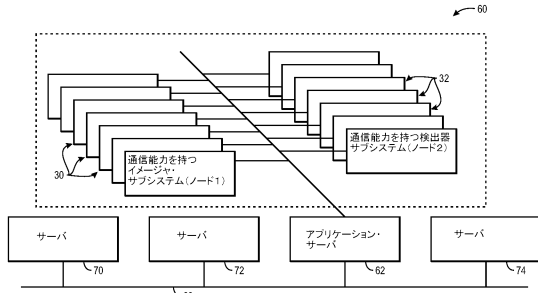 60
32
通信能力を持つ検出器
サブシステム(ノード2)
30
通信能力を持つ
イメージャ・
サブシステム(ノード1)
サーバ
サーバ
アプリケーション・
サーバ
サーバ
70
72
62
74